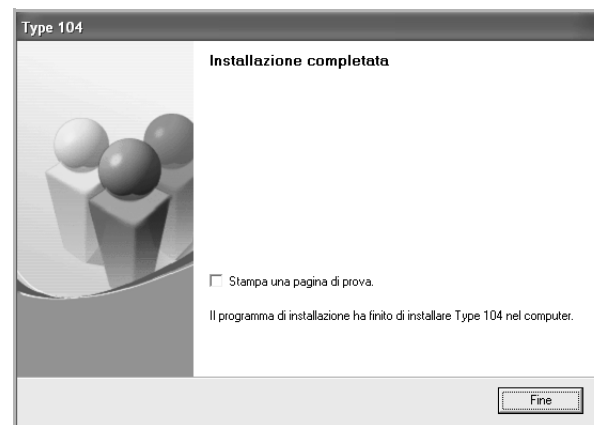 Type 104
Installazione completata
Stampa una pagina di prova.
Il programma di installazione ha finito di installare Type 104 nel computer.
Fine